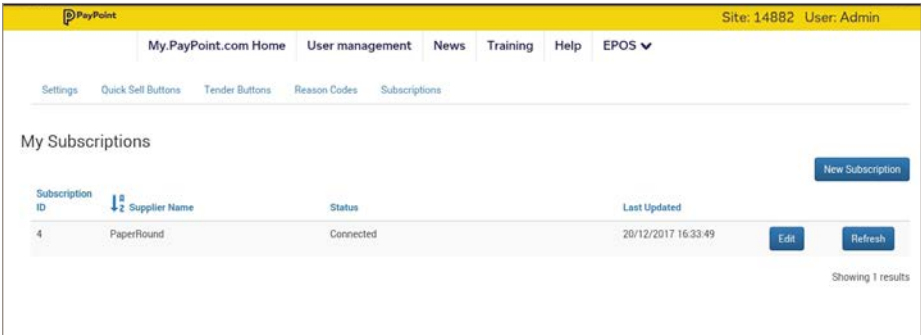 PayPoint Site: 14882 User: Admin
My.PayPoint.com Home User management News Training Help EPOS
Settings Quick Sell Buttons Tender Buttons Reason Codes Subscriptions
My Subscriptions
New Subscription
Subscription ID Supplier Name Status Last Updated
4 PaperRound Connected 20/12/2017 16:33:49 Edit Refresh
Showing 1 results